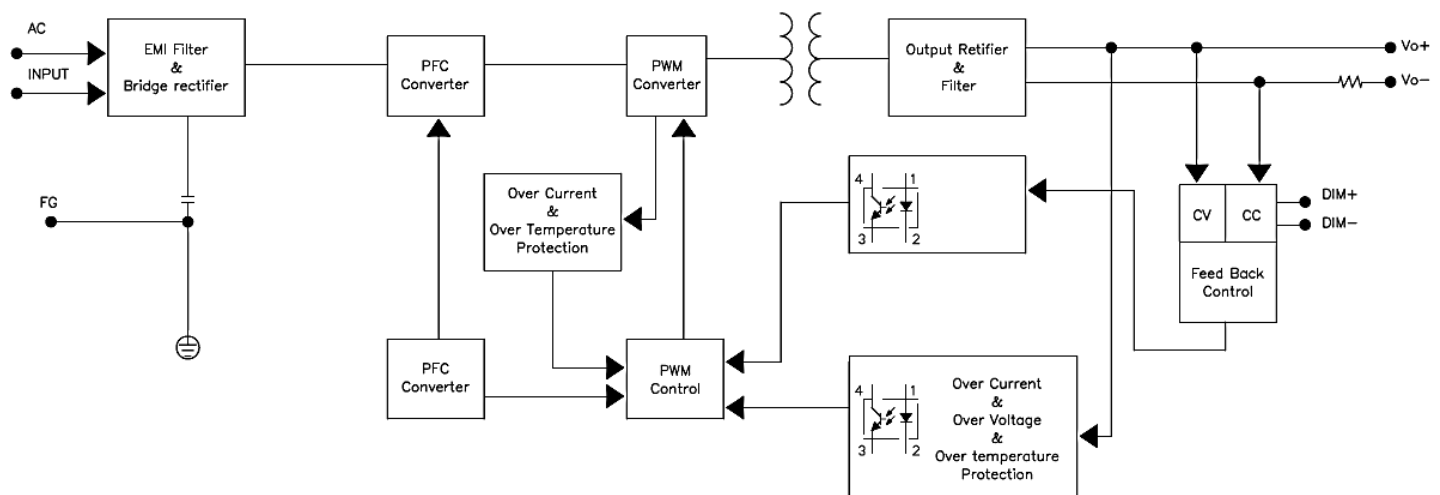 AC
INPUT
EMI Filter
&
Bridge rectifier
PFC
Converter
PWM
Converter
Output Retifier
&
Filter
Vo+
Vo-
FG
Over Current
&
Over Temperature
Protection
4 1
3 2
CV CC
DIM+
DIM-
Feed Back
Control
PFC
Converter
PWM
Control
4 1
3 2
Over Current
&
Over Voltage
&
Over temperature
Protection